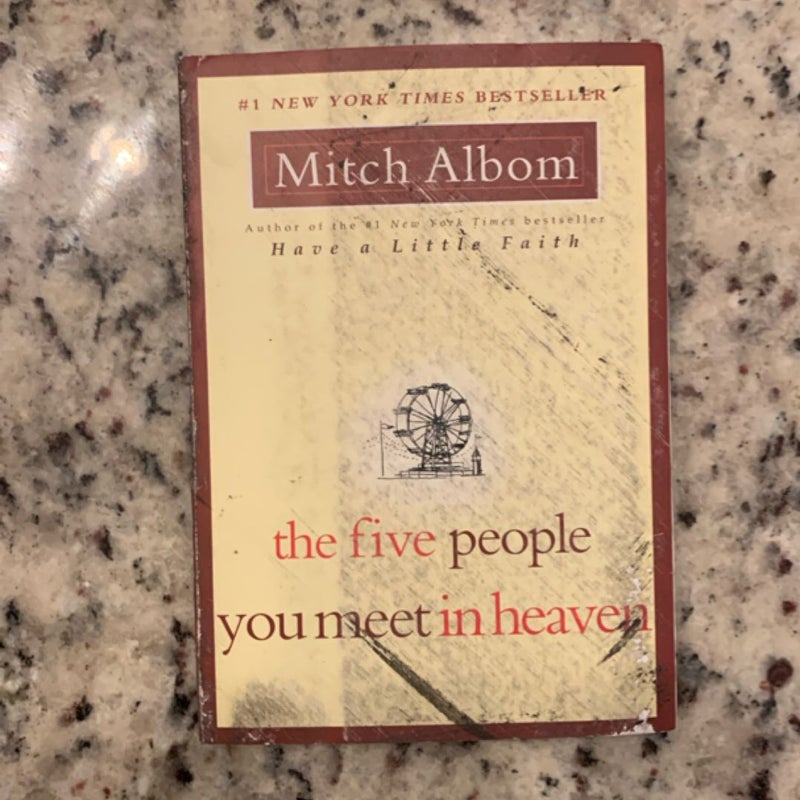 #1 NEW YORK TIMES BESTSELLER
Mitch Albom
Author of the #1 New York Times bestseller
Have a Little Faith
the five people
you meet in heaven